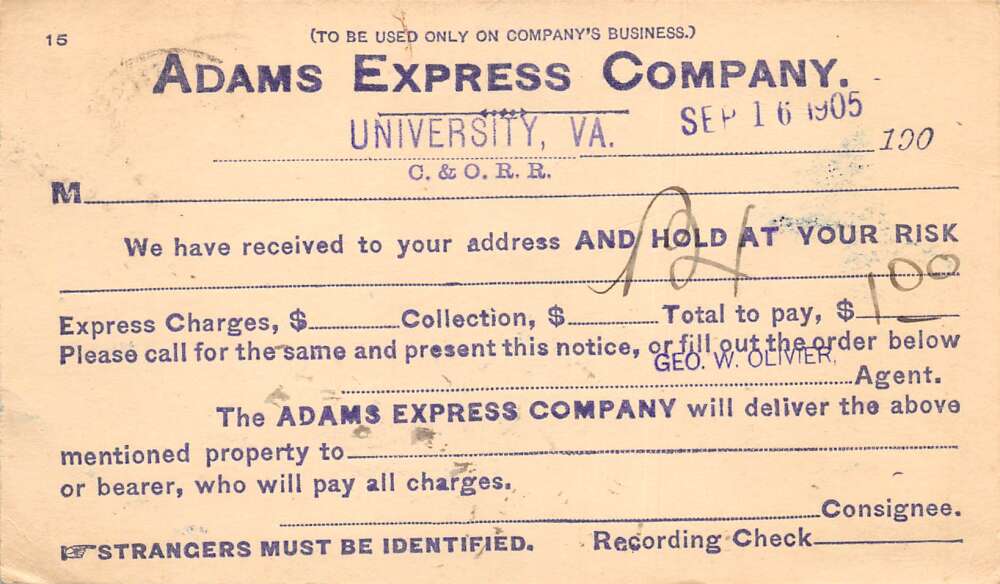 15
(TO BE USED ONLY ON COMPANY'S BUSINESS.)
ADAMS EXPRESS COMPANY.
SEP 16 1905
UNIVERSITY, VA.
190
C. & O. R. R.
M
We have received to your address AND HOLD AT YOUR RISK
1.00
Express Charges, $ Collection, $ Total to pay, $
Please call for the same and present this notice, or fill out the order below
GEO. W. OLIVIER,
Agent.
The ADAMS EXPRESS COMPANY will deliver the above
mentioned property to
or bearer, who will pay all charges.
Consignee.
☞STRANGERS MUST BE IDENTIFIED. Recording Check